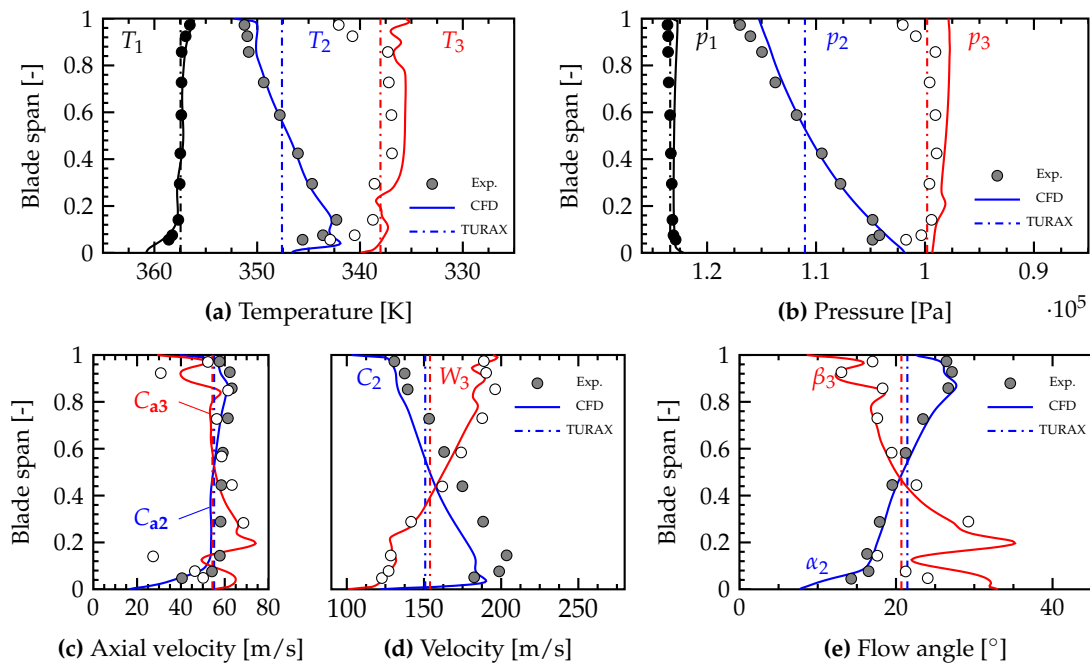 1
0.8
0.6
0.4
0.2
0
Blade span [-]
T1
T2
T3
Exp.
CFD
TURAX
360
350
340
330
(a) Temperature [K]
1
0.8
0.6
0.4
0.2
0
Blade span [-]
p1
p2
p3
Exp.
CFD
TURAX
1.2
1.1
1
0.9
·10⁵
(b) Pressure [Pa]
1
0.8
0.6
0.4
0.2
0
Blade span [-]
Ca3
Ca2
0
20
40
60
80
(c) Axial velocity [m/s]
C2
W3
Exp.
CFD
TURAX
100
150
200
250
(d) Velocity [m/s]
1
0.8
0.6
0.4
0.2
0
Blade span [-]
β3
α2
Exp.
CFD
TURAX
0
20
40
(e) Flow angle [°]